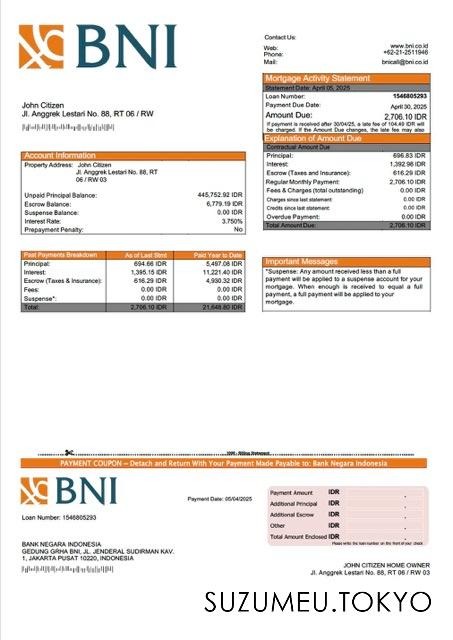 BNI
Contact Us:
Web: www.bni.co.id
Phone: +62-21-2511946
Mail: bnicall@bni.co.id
Mortgage Activity Statement
Statement Date: April 05, 2025
Loan Number: 1546805293
Payment Due Date: April 30, 2025
Amount Due: 2,706.10 IDR
If payment is received after 30/04/25, a late fee of 104.49 IDR will
be charged. If the Amount Due changes, the late fee may also
John Citizen
Jl. Anggrek Lestari No. 88, RT 06 / RW
Explanation of Amount Due
Contractual Amount Due
Principal: 696.83 IDR
Interest: 1,392.98 IDR
Escrow (Taxes and Insurance): 616.29 IDR
Regular Monthly Payment: 2,706.10 IDR
Fees & Charges (total outstanding): 0.00 IDR
Charges since last statement: 0.00 IDR
Credits since last statement: 0.00 IDR
Overdue Payment: 0.00 IDR
Total Amount Due: 2,706.10 IDR
Account Information
Property Address: John Citizen
Jl. Anggrek Lestari No. 88, RT
06 / RW 03
Unpaid Principal Balance: 445,752.92 IDR
Escrow Balance: 6,779.19 IDR
Suspense Balance: 0.00 IDR
Interest Rate: 3.750%
Prepayment Penalty: No
Past Payments Breakdown As of Last Stmt Paid Year to Date
Principal: 694.66 IDR 5,497.08 IDR
Interest: 1,395.15 IDR 11,221.40 IDR
Escrow (Taxes & Insurance): 616.29 IDR 4,930.32 IDR
Fees: 0.00 IDR 0.00 IDR
Suspense*: 0.00 IDR 0.00 IDR
Total: 2,706.10 IDR 21,648.80 IDR
Important Messages
*Suspense: Any amount received less than a full
payment will be applied to a suspense account for your
mortgage. When enough is received to equal a full
payment, a full payment will be applied to your
mortgage.
PAYMENT COUPON – Detach and Return With Your Payment Made Payable to: Bank Negara Indonesia
BNI
Payment Date: 05/04/2025
Loan Number: 1546805293
Payment Amount IDR
Additional Principal IDR
Additional Escrow IDR
Other IDR
Total Amount Enclosed IDR
Please write the loan number on the front of your check
BANK NEGARA INDONESIA
GEDUNG GRHA BNI, JL. JENDERAL SUDIRMAN KAV.
1, JAKARTA PUSAT 10220, INDONESIA
JOHN CITIZEN HOME OWNER
Jl. Anggrek Lestari No. 88, RT 06 / RW 03
SUZUMEU.TOKYO